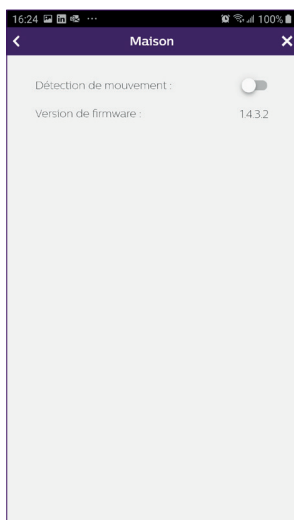 16:24 ... 100%
Maison
Détection de mouvement :
Version de firmware : 1.4.3.2